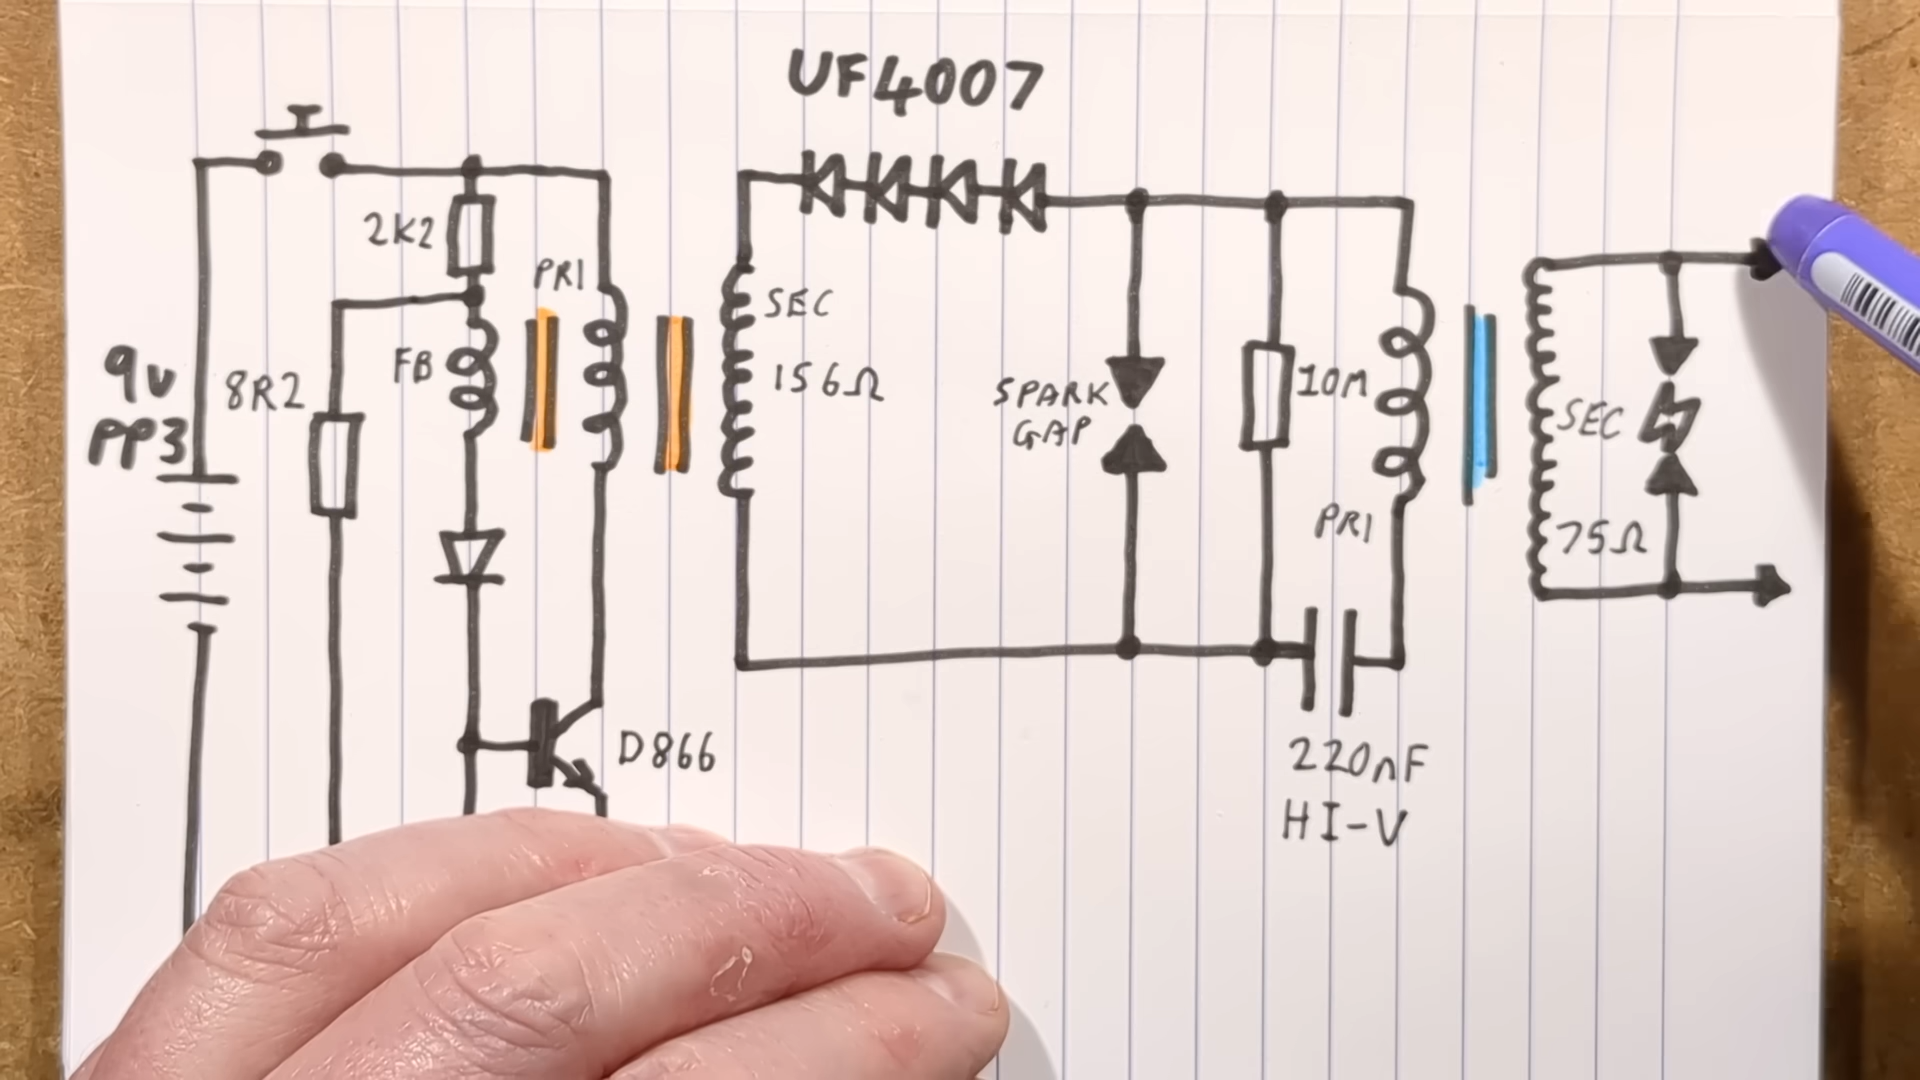 UF4007
2K2
PRI
FB
9v
PP3
8R2
SEC
156Ω
SPARK
GAP
10M
PRI
SEC
75Ω
D866
220nF
HI-V